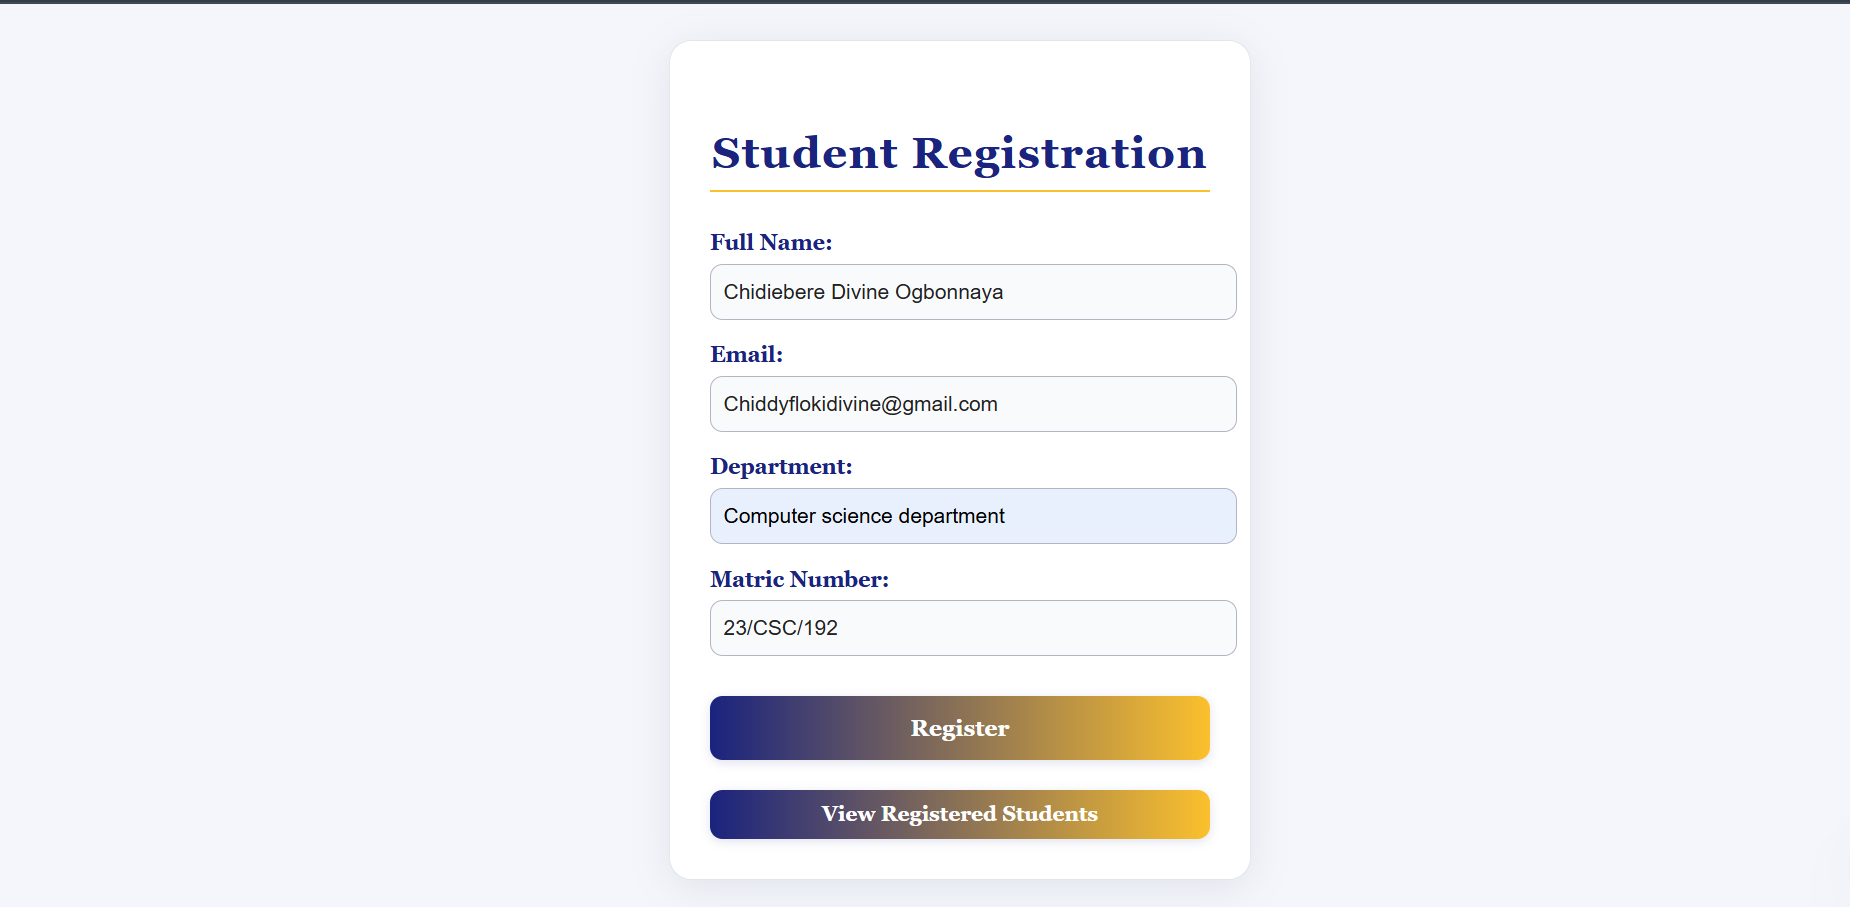 Student Registration
Full Name:
Chidiebere Divine Ogbonnaya
Email:
Chiddyflokidivine@gmail.com
Department:
Computer science department
Matric Number:
23/CSC/192
Register
View Registered Students